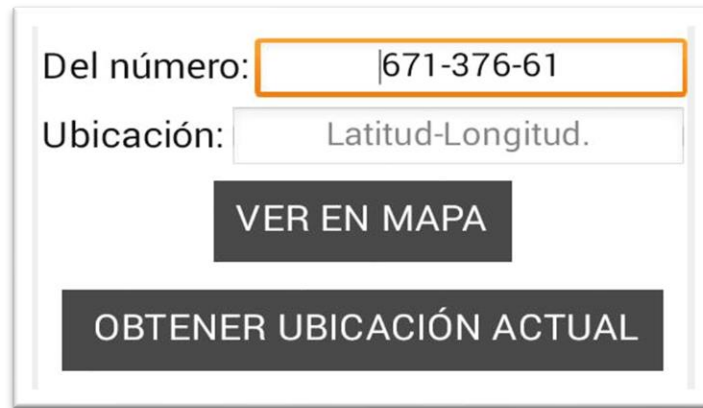 Del número: 671-376-61
Ubicación: Latitud-Longitud.
VER EN MAPA
OBTENER UBICACIÓN ACTUAL